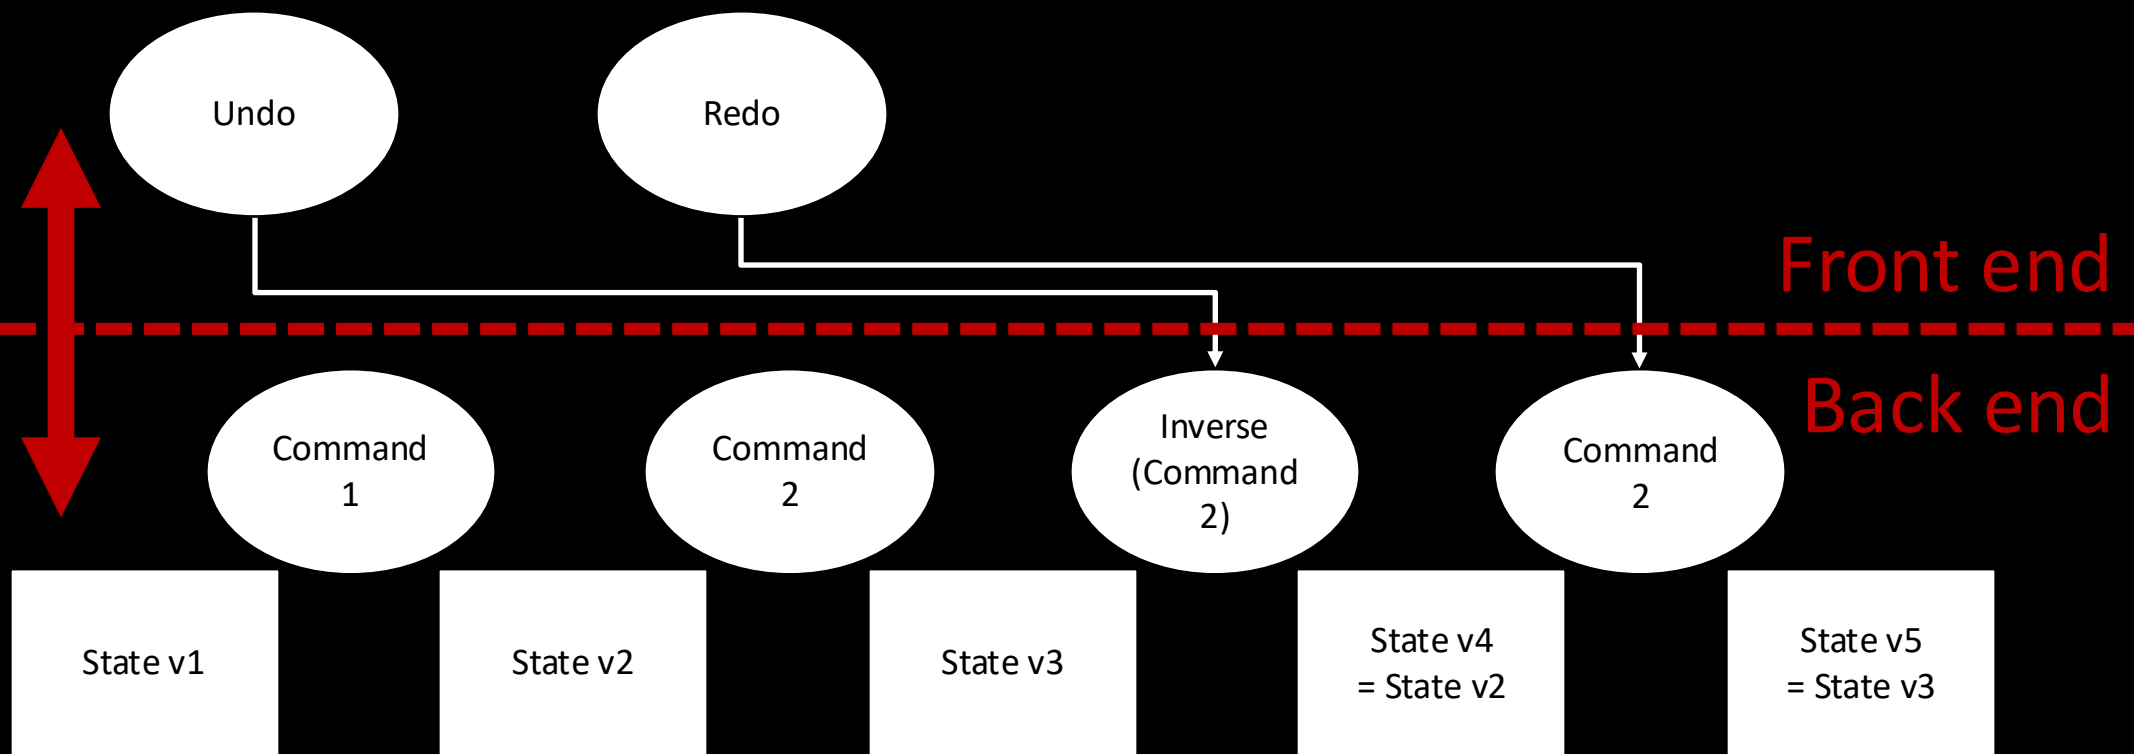 Undo
Redo
Front end
Back end
Command
1
Command
2
Inverse
(Command
2)
Command
2
State v1
State v2
State v3
State v4
= State v2
State v5
= State v3